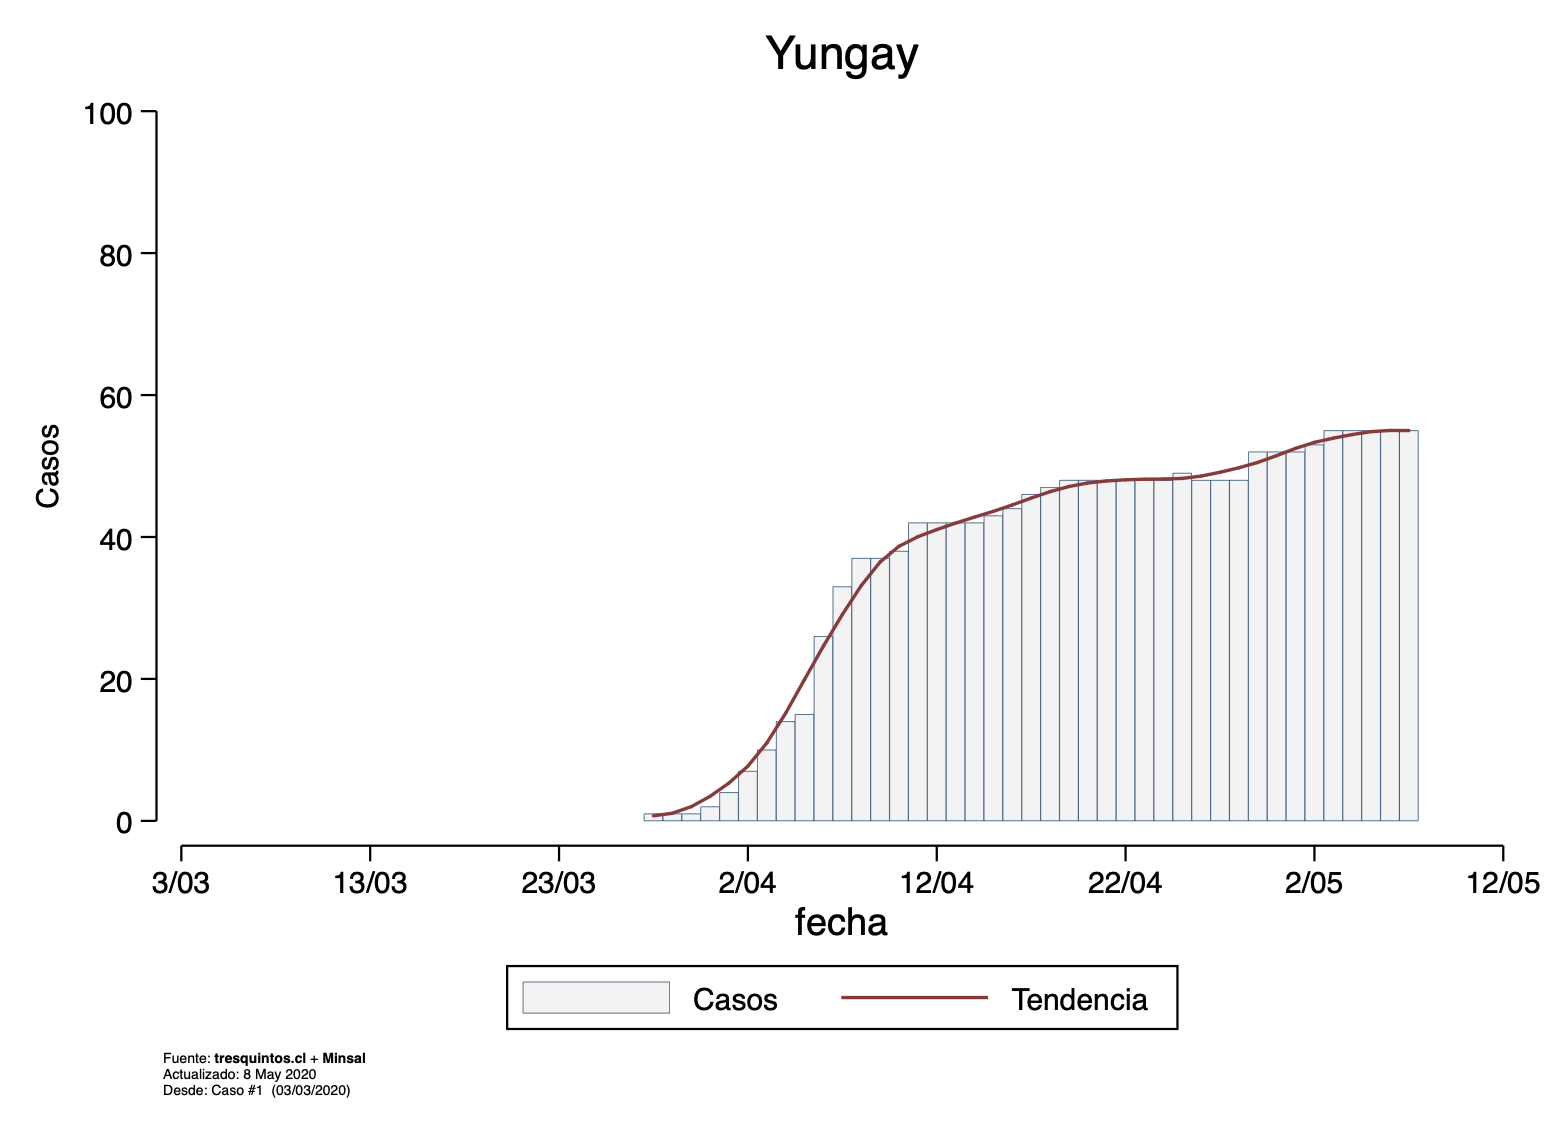 Yungay
100
80
60
40
20
0
Casos
3/03 13/03 23/03 2/04 12/04 22/04 2/05 12/05
fecha
Casos Tendencia
Fuente: tresquintos.cl + Minsal
Actualizado: 8 May 2020
Desde: Caso #1 (03/03/2020)